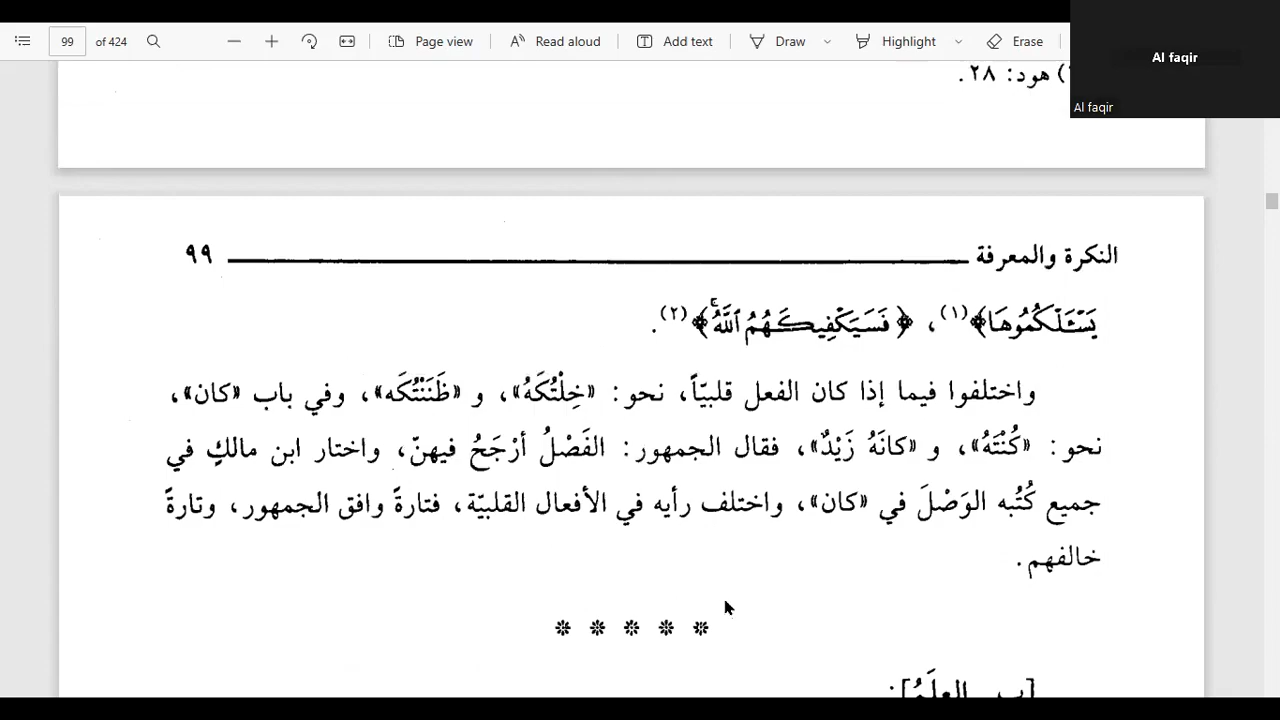 99 of 424 Page view Read aloud Add text Draw Highlight Erase
Al faqir
Al faqir
) هود: ٢٨.
النكرة والمعرفة ٩٩
يَسْـَٔلْكُمُوهَا﴾(١)، ﴿فَسَيَكْفِيكَهُمُ ٱللَّهُ﴾(٢).
واختلفوا فيما إذا كان الفعل قلبيّاً، نحو: «خِلْتُكَهُ»، و «ظَنَنْتُكَه»، وفي باب «كان»،
نحو: «كُنْتَهُ»، و «كانَهُ زَيْدٌ»، فقال الجمهور: الفَصْلُ أرْجَحُ فيهنّ، واختار ابن مالكٍ في
جميع كُتُبه الوَصْلَ في «كان»، واختلف رأيه في الأفعال القلبيّة، فتارةً وافق الجمهور، وتارةً
خالفهم.
[ب ـ العلَمُ]: